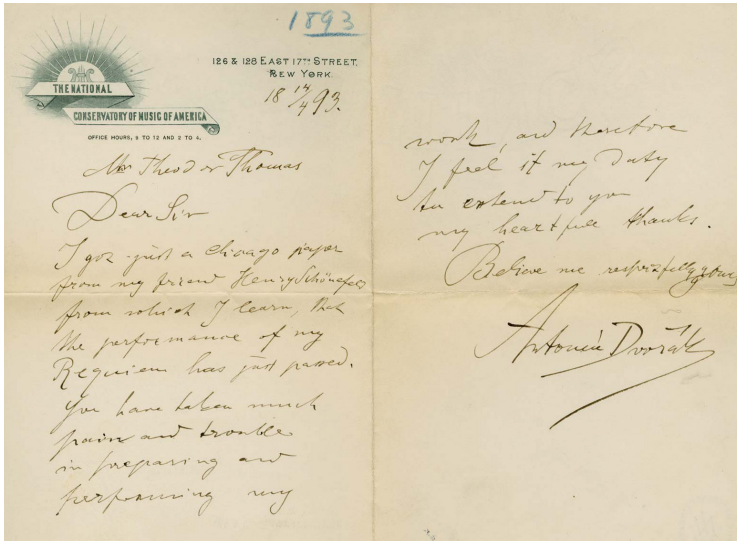 1893
THE NATIONAL
CONSERVATORY OF MUSIC OF AMERICA
OFFICE HOURS, 9 TO 12 AND 2 TO 4.
126 & 128 EAST 17TH STREET,
NEW YORK.
18 14/4 93.
Mr Theodor Thomas
Dear Sir
I got just a chicago paper
from my friend Henry Schönefeld
from which I learn, that
the performance of my
Requiem has just passed.
you have taken much
pain and trouble
in preparing and
performing my
work, and therefore
I feel it my Duty
to extend to you
my heartfull thanks.
Believe me respectfully yours
Antonín Dvořák